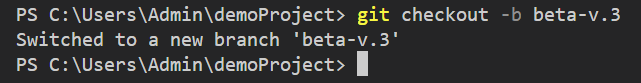 PS C:\Users\Admin\demoProject> git checkout -b beta-v.3
Switched to a new branch 'beta-v.3'
PS C:\Users\Admin\demoProject>